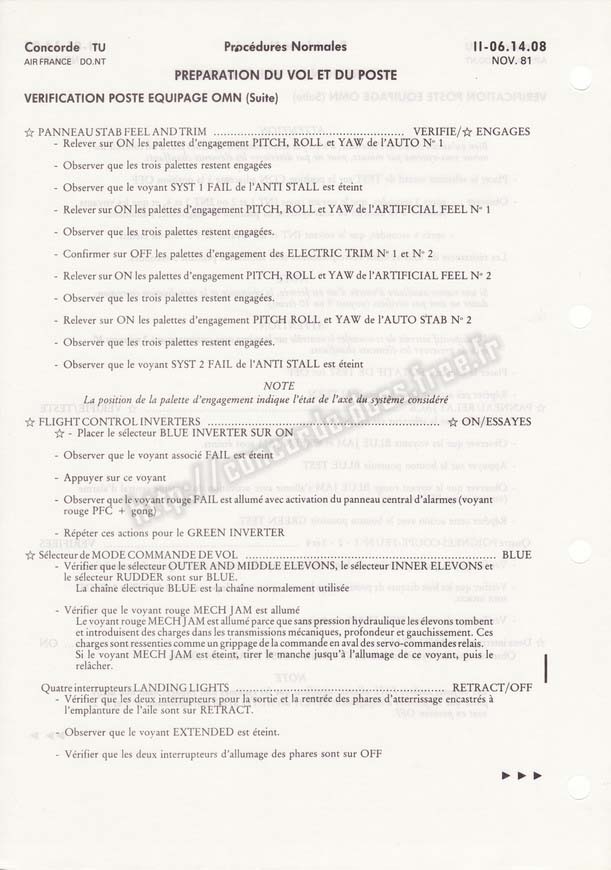 Concorde TU Procédures Normales II-06.14.08
AIR FRANCE DO.NT NOV. 81
PREPARATION DU VOL ET DU POSTE
VERIFICATION POSTE EQUIPAGE OMN (Suite)
☆ PANNEAU STAB FEEL AND TRIM ........................................ VERIFIE/☆ ENGAGES
- Relever sur ON les palettes d'engagement PITCH, ROLL et YAW de l'AUTO N° 1
- Observer que les trois palettes restent engagées
- Observer que le voyant SYST 1 FAIL de l'ANTI STALL est éteint
- Relever sur ON les palettes d'engagement PITCH, ROLL et YAW de l'ARTIFICIAL FEEL N° 1
- Observer que les trois palettes restent engagées.
- Confirmer sur OFF les palettes d'engagement des ELECTRIC TRIM N° 1 et N° 2
- Relever sur ON les palettes d'engagement PITCH, ROLL et YAW de l'ARTIFICIAL FEEL N° 2
- Observer que les trois palettes restent engagées.
- Relever sur ON les palettes d'engagement PITCH ROLL et YAW de l'AUTO STAB N° 2
- Observer que les trois palettes restent engagées.
- Observer que le voyant SYST 2 FAIL de l'ANTI STALL est éteint
NOTE
La position de la palette d'engagement indique l'état de l'axe du système considéré
☆ FLIGHT CONTROL INVERTERS ........................................ ☆ ON/ESSAYES
☆ - Placer le sélecteur BLUE INVERTER SUR ON
- Observer que le voyant associé FAIL est éteint
- Appuyer sur ce voyant
- Observer que le voyant rouge FAIL est allumé avec activation du panneau central d'alarmes (voyant
rouge PFC + gong)
- Répéter ces actions pour le GREEN INVERTER
☆ Sélecteur de MODE COMMANDE DE VOL ........................................ BLUE
- Vérifier que le sélecteur OUTER AND MIDDLE ELEVONS, le sélecteur INNER ELEVONS et
le sélecteur RUDDER sont sur BLUE.
La chaîne électrique BLUE est la chaîne normalement utilisée
- Vérifier que le voyant rouge MECH JAM est allumé
Le voyant rouge MECH JAM est allumé parce que sans pression hydraulique les élevons tombent
et introduisent des charges dans les transmissions mécaniques, profondeur et gauchissement. Ces
charges sont ressenties comme un grippage de la commande en aval des servo-commandes relais.
Si le voyant MECH JAM est éteint, tirer le manche jusqu'à l'allumage de ce voyant, puis le
relâcher.
Quatre interrupteurs LANDING LIGHTS ........................................ RETRACT/OFF
- Vérifier que les deux interrupteurs pour la sortie et la rentrée des phares d'atterrissage encastrés à
l'emplanture de l'aile sont sur RETRACT.
- Observer que le voyant EXTENDED est éteint.
- Vérifier que les deux interrupteurs d'allumage des phares sont sur OFF
http://concorde.docs.free.fr